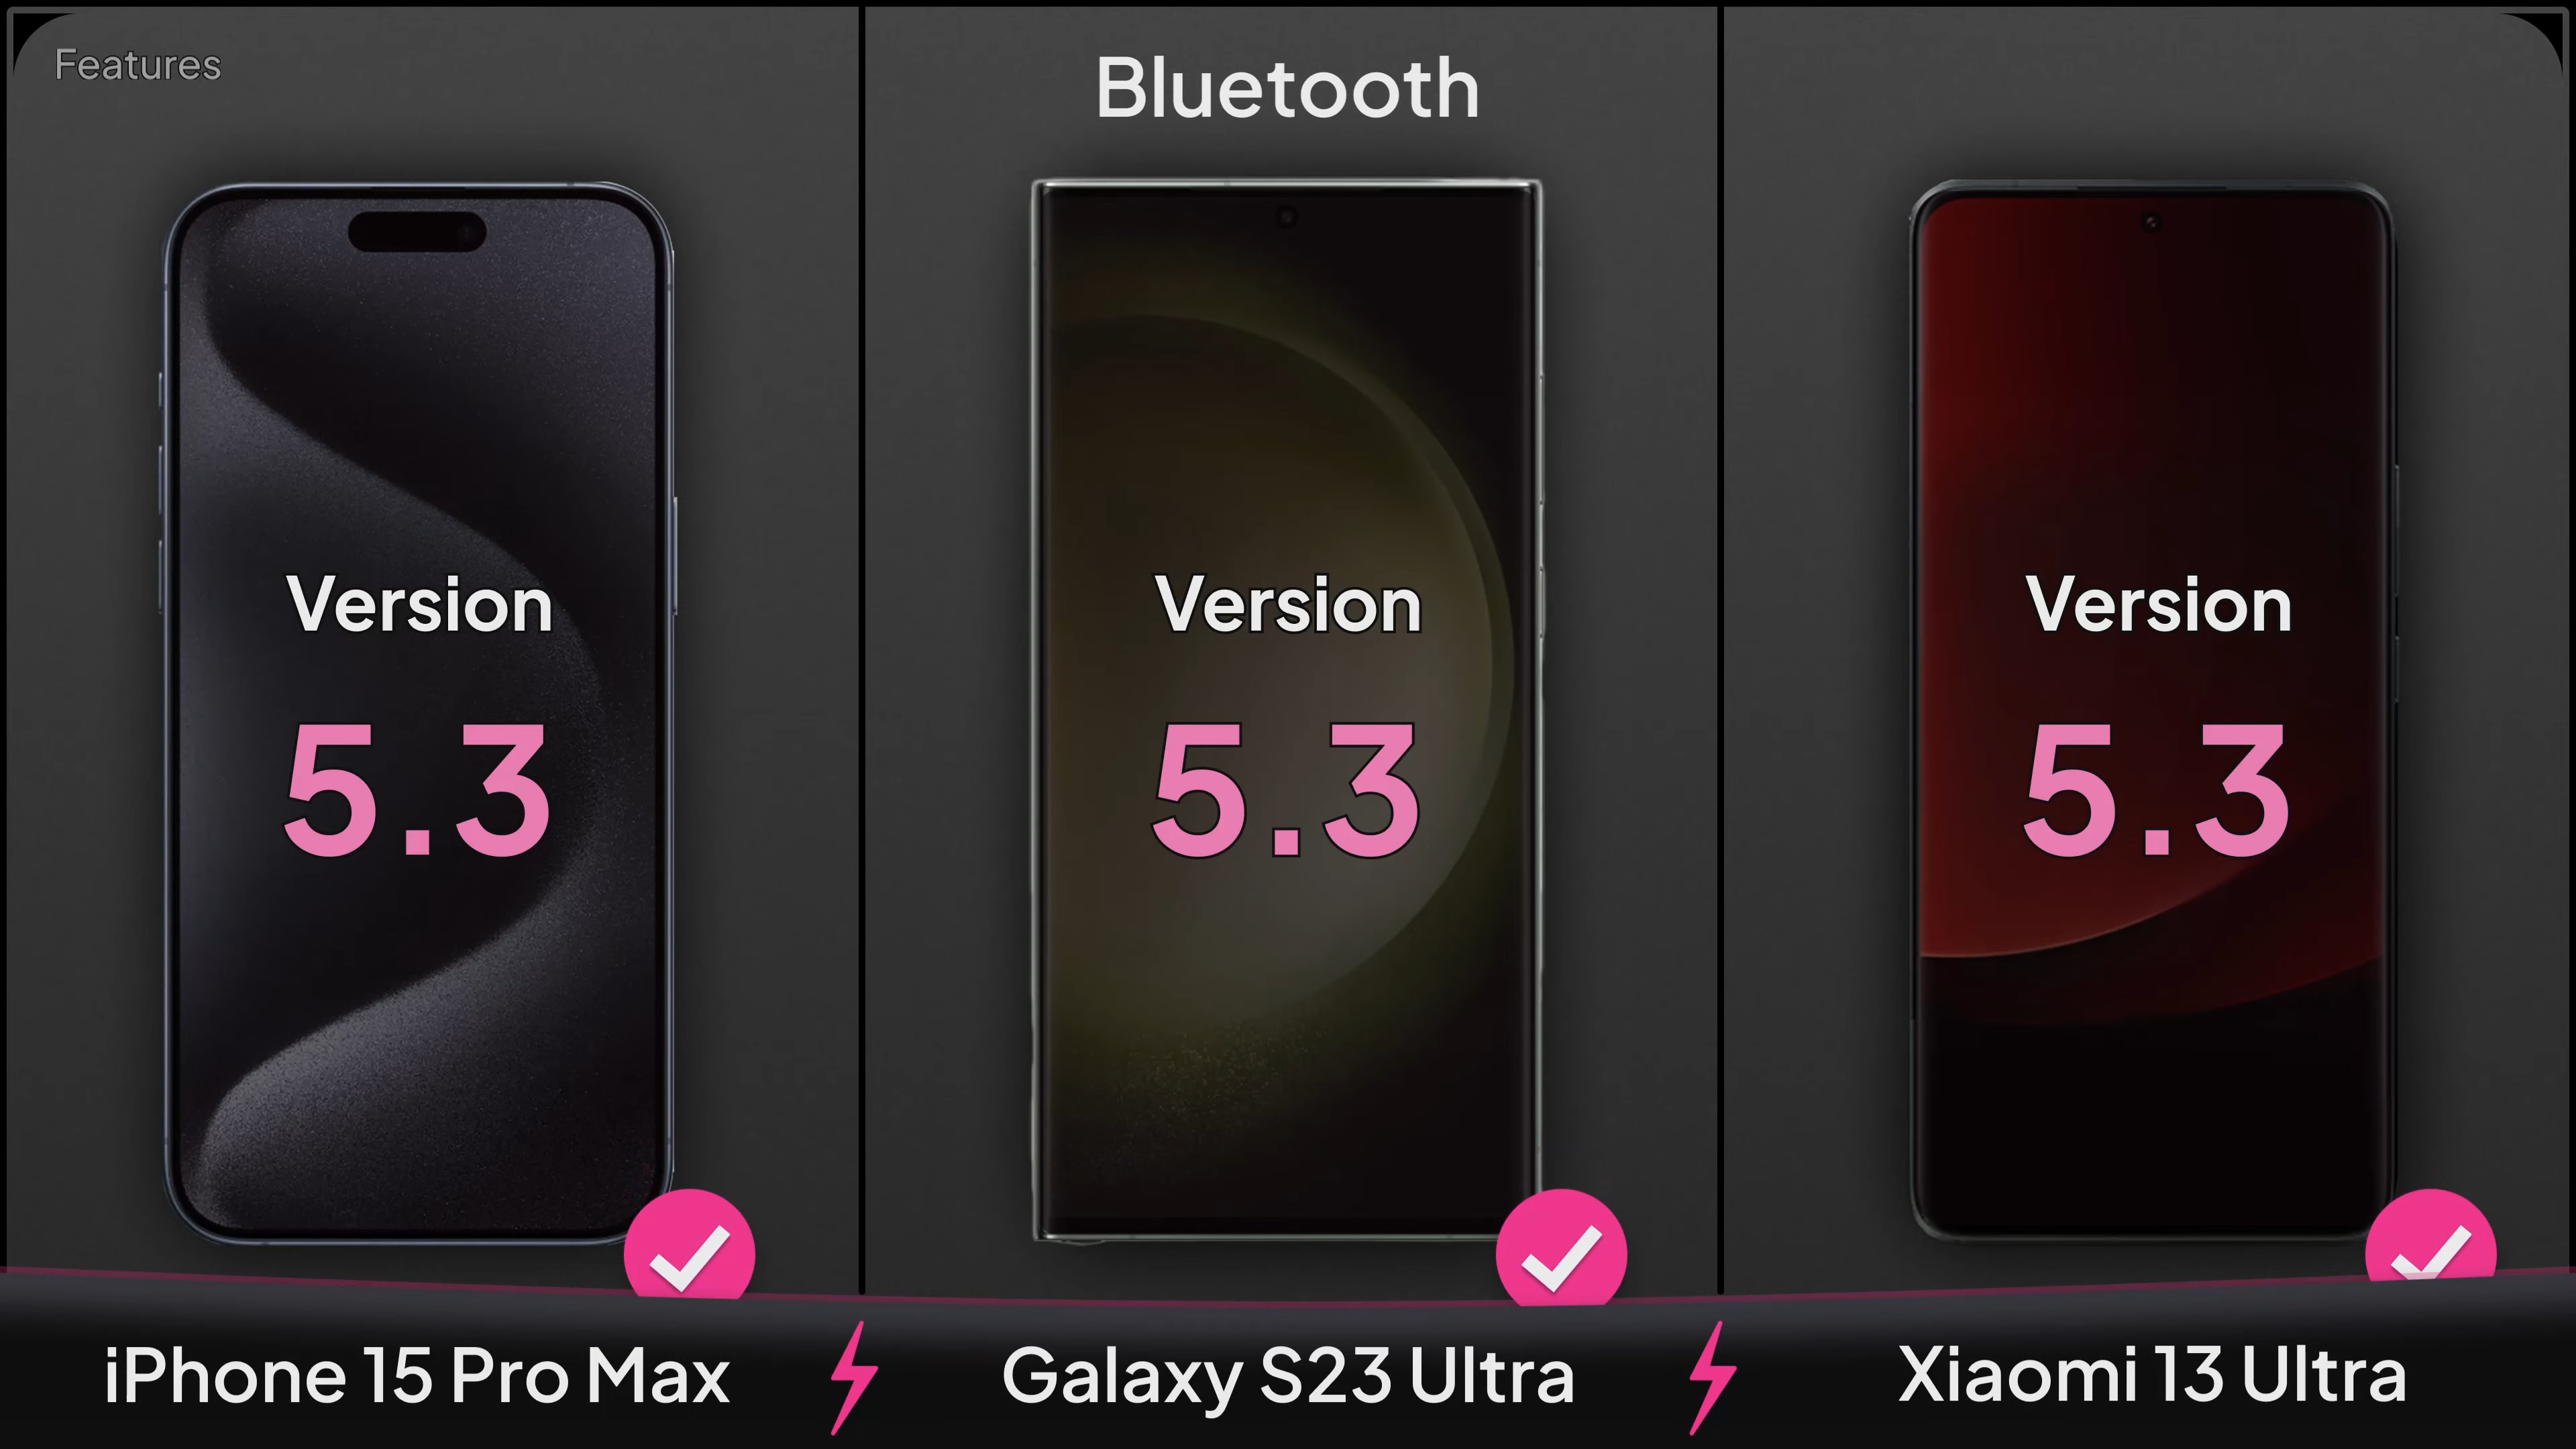 Features
Bluetooth
Version
5.3
Version
5.3
Version
5.3
iPhone 15 Pro Max
Galaxy S23 Ultra
Xiaomi 13 Ultra